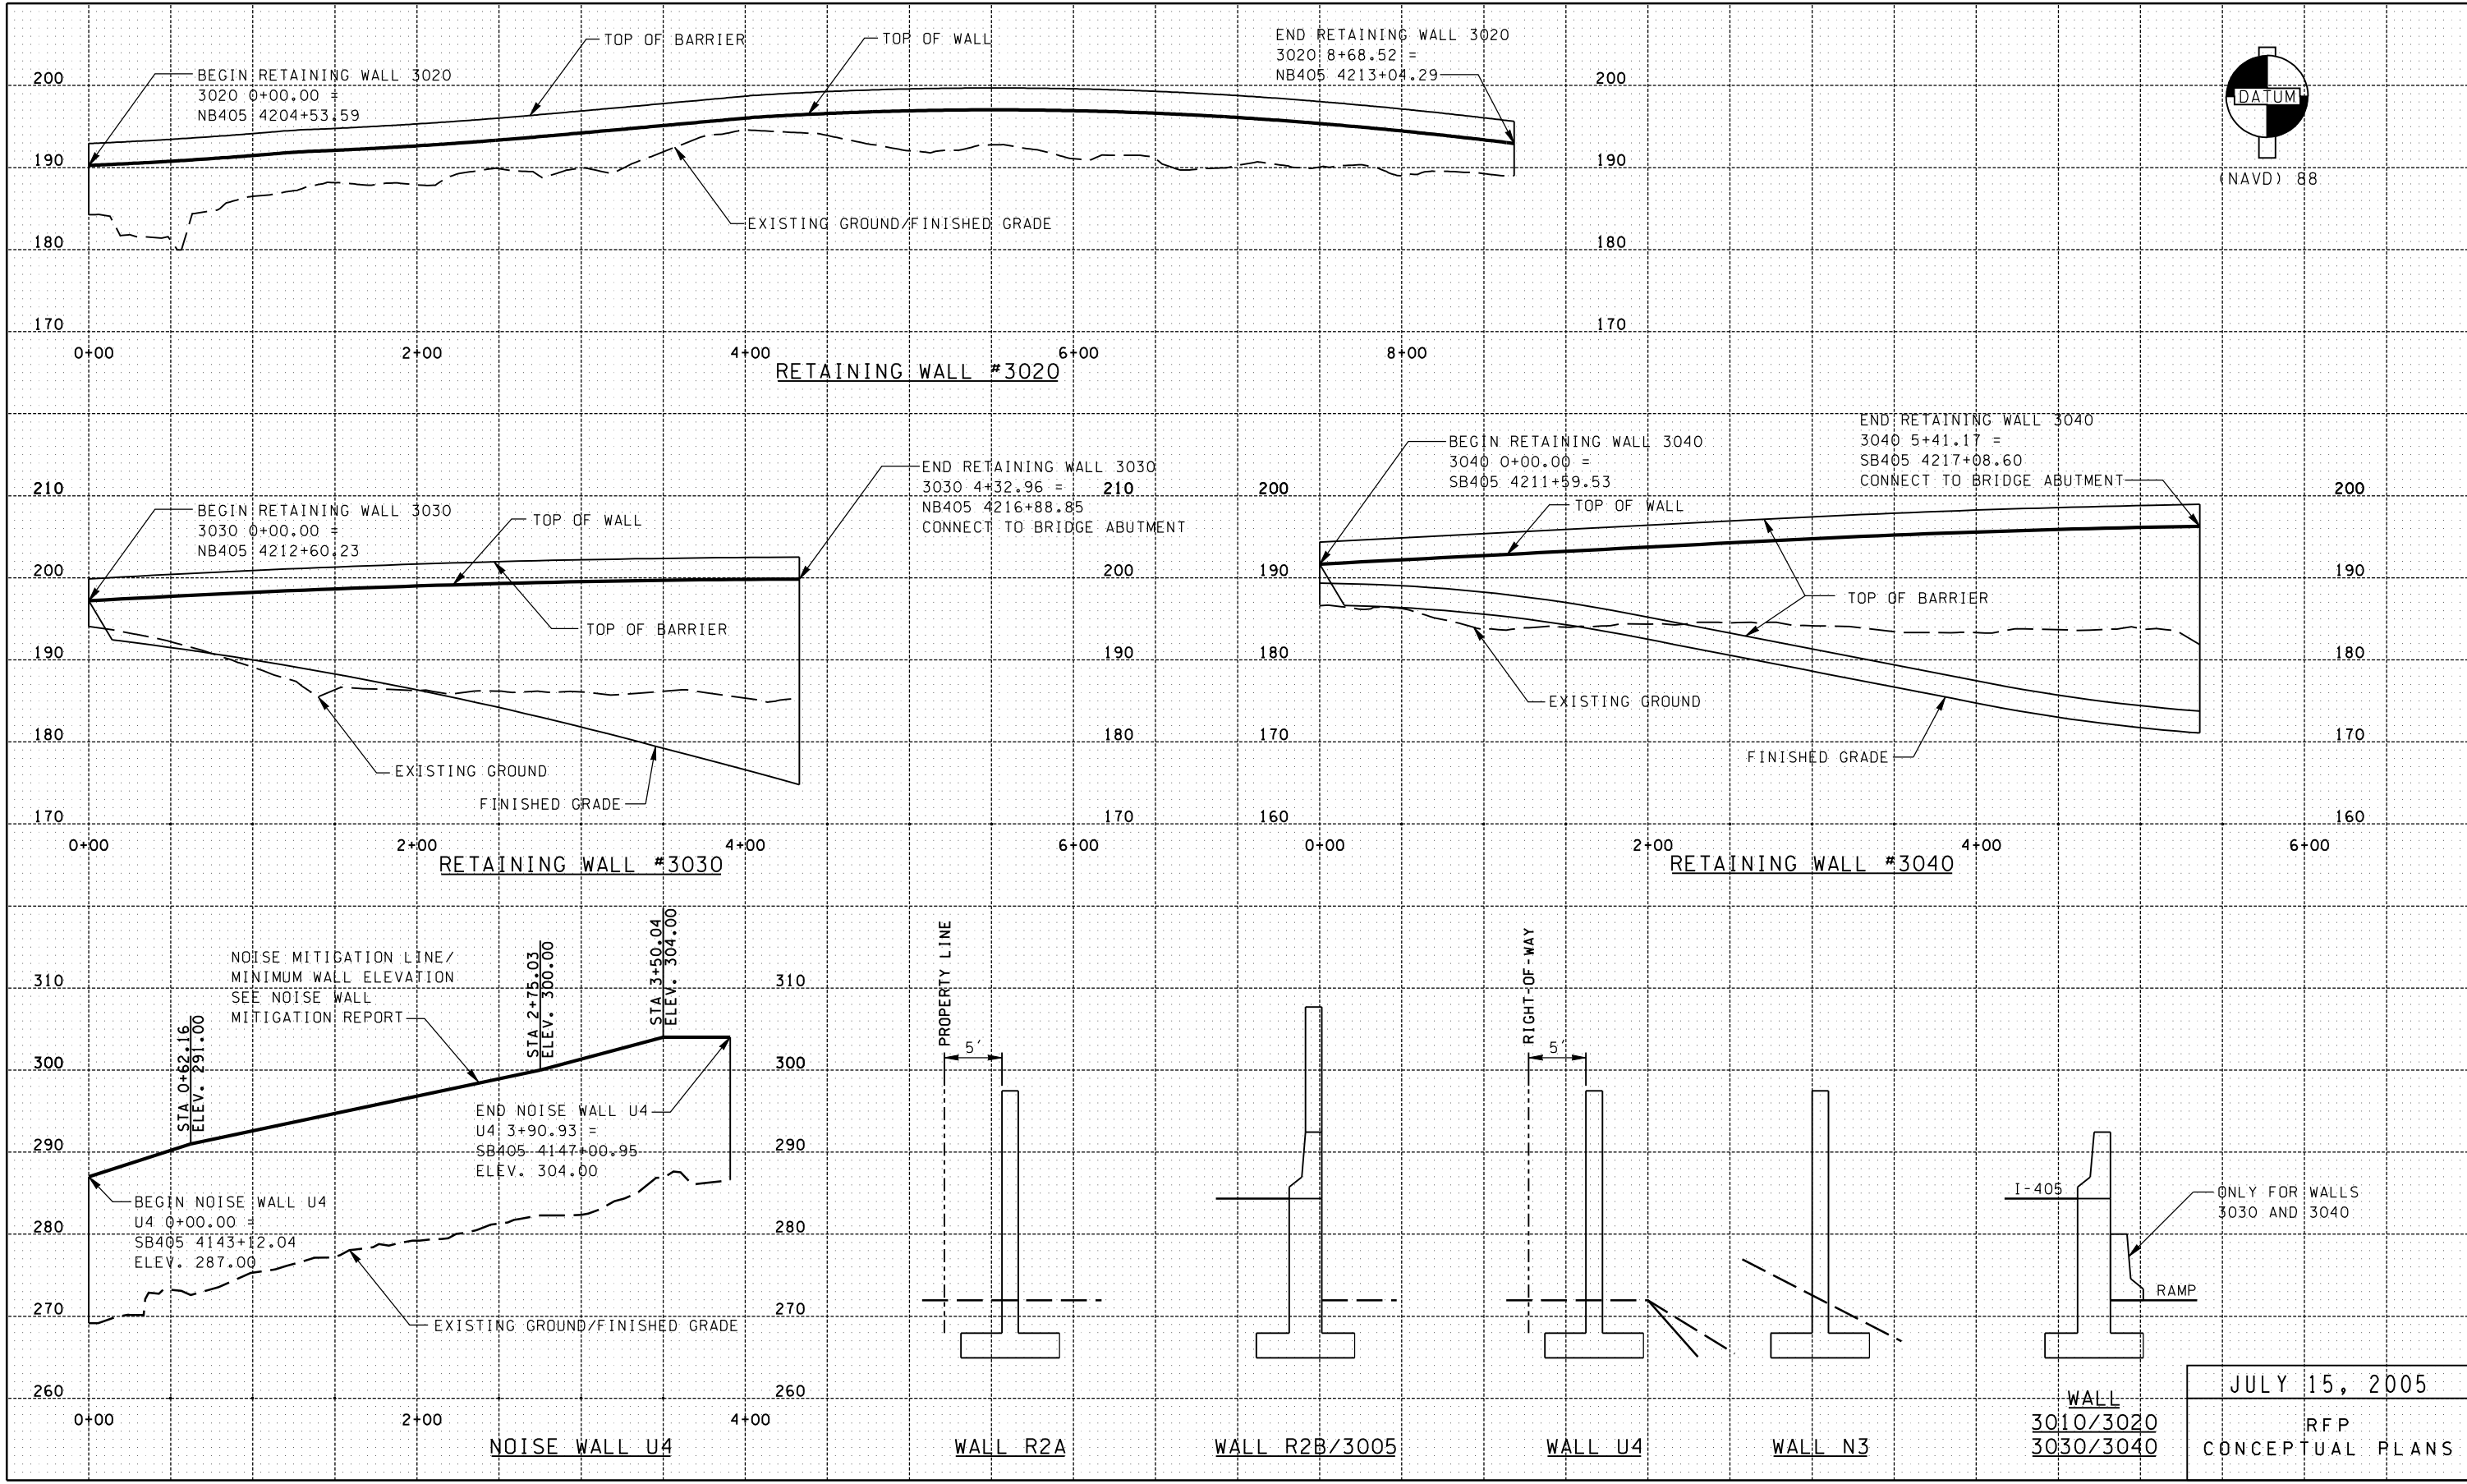 TOP OF BARRIER
TOP OF WALL
END RETAINING WALL 3020
3020 8+68.52 =
NB405 4213+04.29
BEGIN RETAINING WALL 3020
3020 0+00.00 =
NB405 4204+53.59
200
190
180
170
200
190
180
170
EXISTING GROUND/FINISHED GRADE
DATUM
(NAVD) 88
0+00
2+00
4+00
6+00
8+00
RETAINING WALL #3020
BEGIN RETAINING WALL 3030
3030 0+00.00 =
NB405 4212+60.23
TOP OF WALL
END RETAINING WALL 3030
3030 4+32.96 =
NB405 4216+88.85
CONNECT TO BRIDGE ABUTMENT
TOP OF BARRIER
EXISTING GROUND
FINISHED GRADE
210
200
190
180
170
210
200
190
180
170
0+00
2+00
4+00
6+00
RETAINING WALL #3030
BEGIN RETAINING WALL 3040
3040 0+00.00 =
SB405 4211+59.53
TOP OF WALL
END RETAINING WALL 3040
3040 5+41.17 =
SB405 4217+08.60
CONNECT TO BRIDGE ABUTMENT
TOP OF BARRIER
EXISTING GROUND
FINISHED GRADE
200
190
180
170
160
200
190
180
170
160
0+00
2+00
4+00
6+00
RETAINING WALL #3040
NOISE MITIGATION LINE/
MINIMUM WALL ELEVATION
SEE NOISE WALL
MITIGATION REPORT
STA 0+62.16
ELEV. 291.00
STA 2+75.03
ELEV. 300.00
STA 3+50.04
ELEV. 304.00
END NOISE WALL U4
U4 3+90.93 =
SB405 4147+00.95
ELEV. 304.00
BEGIN NOISE WALL U4
U4 0+00.00 =
SB405 4143+12.04
ELEV. 287.00
EXISTING GROUND/FINISHED GRADE
310
300
290
280
270
260
310
300
290
280
270
260
0+00
2+00
4+00
NOISE WALL U4
PROPERTY LINE
5'
WALL R2A
WALL R2B/3005
RIGHT-OF-WAY
5'
WALL U4
WALL N3
I-405
ONLY FOR WALLS
3030 AND 3040
RAMP
WALL
3010/3020
3030/3040
JULY 15, 2005
RFP
CONCEPTUAL PLANS